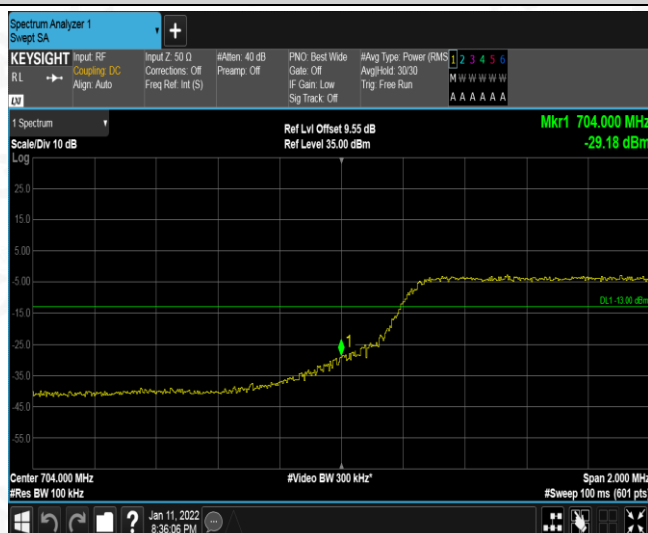 Spectrum Analyzer 1
Swept SA
+
KEYSIGHT
RL
Input: RF
Coupling: DC
Align: Auto
Input Z: 50 Ω
Corrections: Off
Freq Ref: Int (S)
#Atten: 40 dB
Preamp: Off
PNO: Best Wide
Gate: Off
IF Gain: Low
Sig Track: Off
#Avg Type: Power (RMS
Avg|Hold: 30/30
Trig: Free Run
1 2 3 4 5 6
M W W W W W
A A A A A A
LXI
1 Spectrum
Scale/Div 10 dB
Ref Lvl Offset 9.55 dB
Ref Level 35.00 dBm
Mkr1 704.000 MHz
-29.18 dBm
Log
25.0
15.0
5.00
-5.00
DL1 -13.00 dBm
-15.0
1
-25.0
-35.0
-45.0
-55.0
Center 704.000 MHz
#Video BW 300 kHz*
Span 2.000 MHz
#Res BW 100 kHz
#Sweep 100 ms (601 pts)
?
Jan 11, 2022
8:36:06 PM